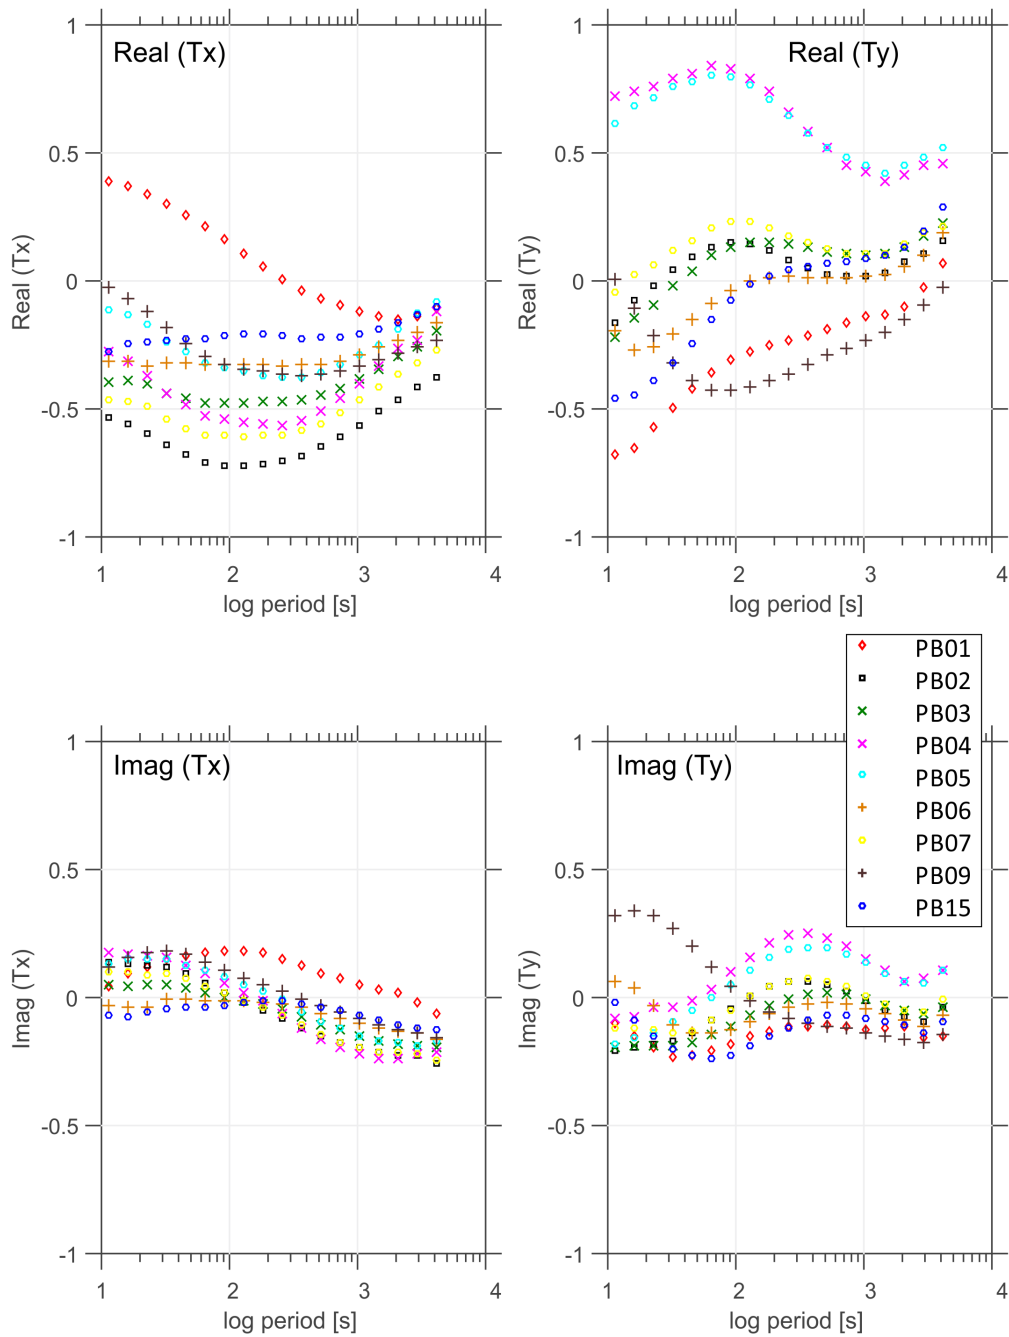 1
Real (Tx)
0.5
0
-0.5
-1
Real (Tx)
1 2 3 4
log period [s]
1
Real (Ty)
0.5
0
-0.5
-1
Real (Ty)
1 2 3 4
log period [s]
PB01
PB02
PB03
PB04
PB05
PB06
PB07
PB09
PB15
1
Imag (Tx)
0.5
0
-0.5
-1
Imag (Tx)
1 2 3 4
log period [s]
1
Imag (Ty)
0.5
0
-0.5
-1
Imag (Ty)
1 2 3 4
log period [s]